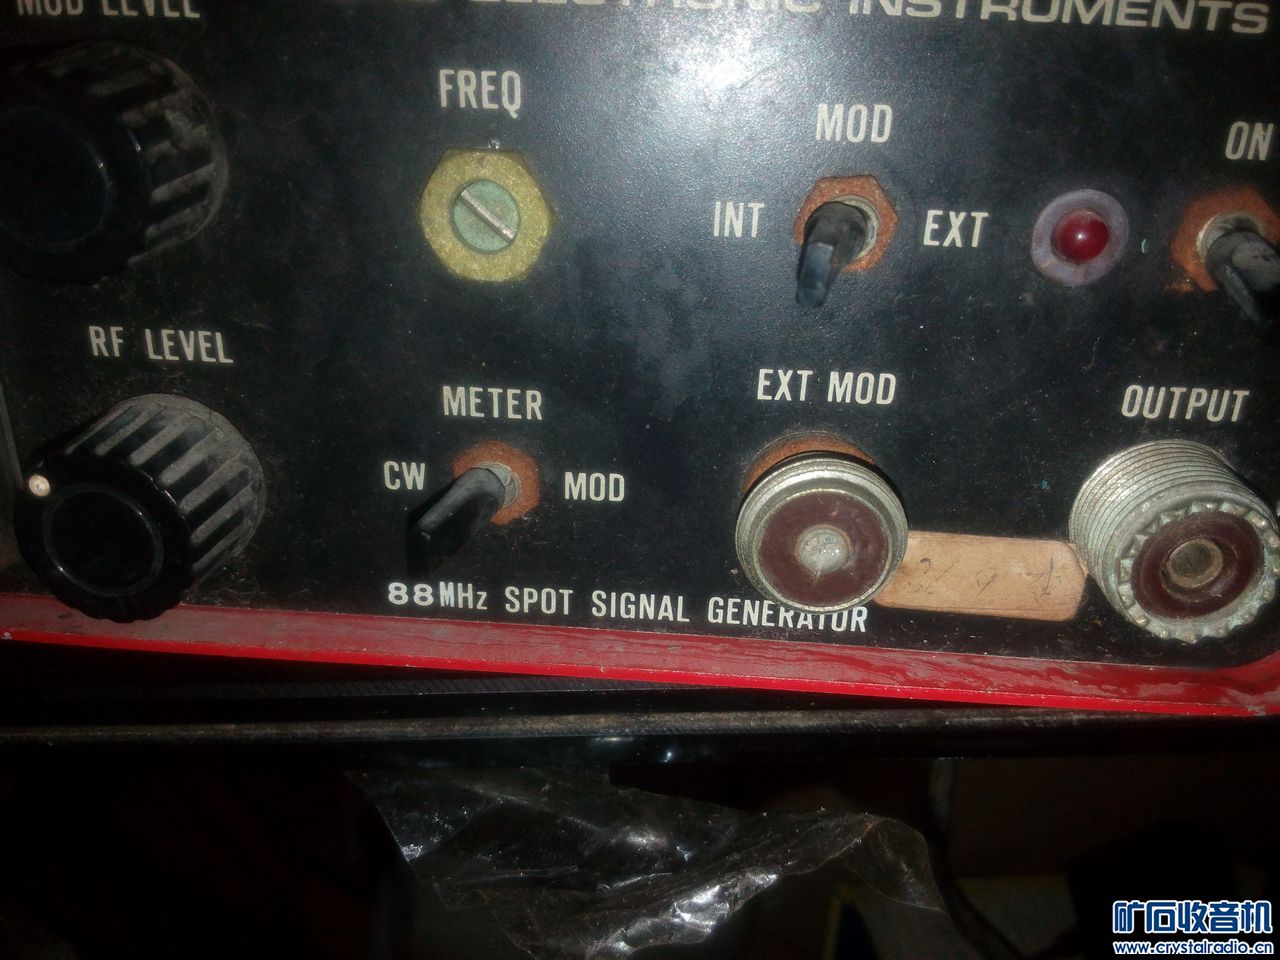 MOD LEVEL
ELECTRONIC INSTRUMENTS
FREQ
MOD
ON
INT
EXT
RF LEVEL
METER
EXT MOD
OUTPUT
CW
MOD
88MHz SPOT SIGNAL GENERATOR
矿石收音机
www.crystalradio.cn